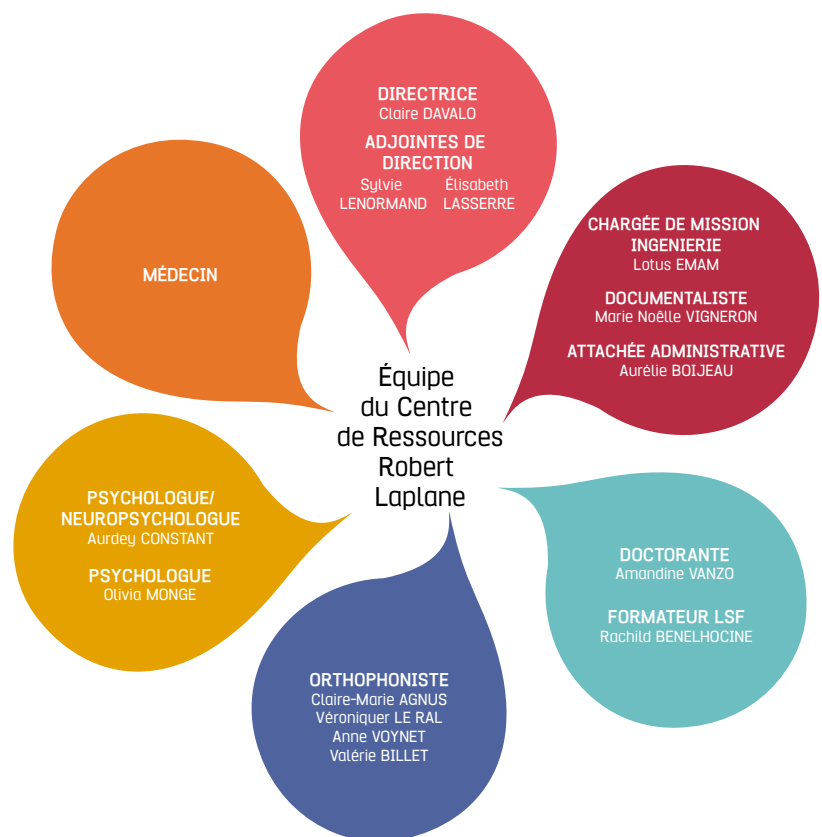 DIRECTRICE
Claire DAVALO
ADJOINTES DE
DIRECTION
Sylvie LENORMAND
Élisabeth LASSERRE
CHARGÉE DE MISSION
INGENIERIE
Lotus EMAM
DOCUMENTALISTE
Marie Noëlle VIGNERON
ATTACHÉE ADMINISTRATIVE
Aurélie BOIJEAU
MÉDECIN
Équipe
du Centre
de Ressources
Robert
Laplane
PSYCHOLOGUE/
NEUROPSYCHOLOGUE
Aurdey CONSTANT
PSYCHOLOGUE
Olivia MONGE
DOCTORANTE
Amandine VANZO
FORMATEUR LSF
Rachild BENELHOCINE
ORTHOPHONISTE
Claire-Marie AGNUS
Véroniquer LE RAL
Anne VOYNET
Valérie BILLET